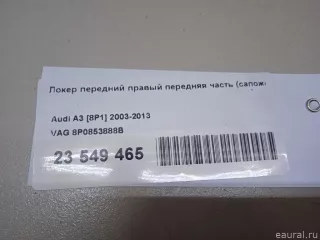 Локер передний правый передняя часть (сапож
Audi A3 [8P1] 2003-2013
VAG 8P0853888B
23 549 465
eaural.ru